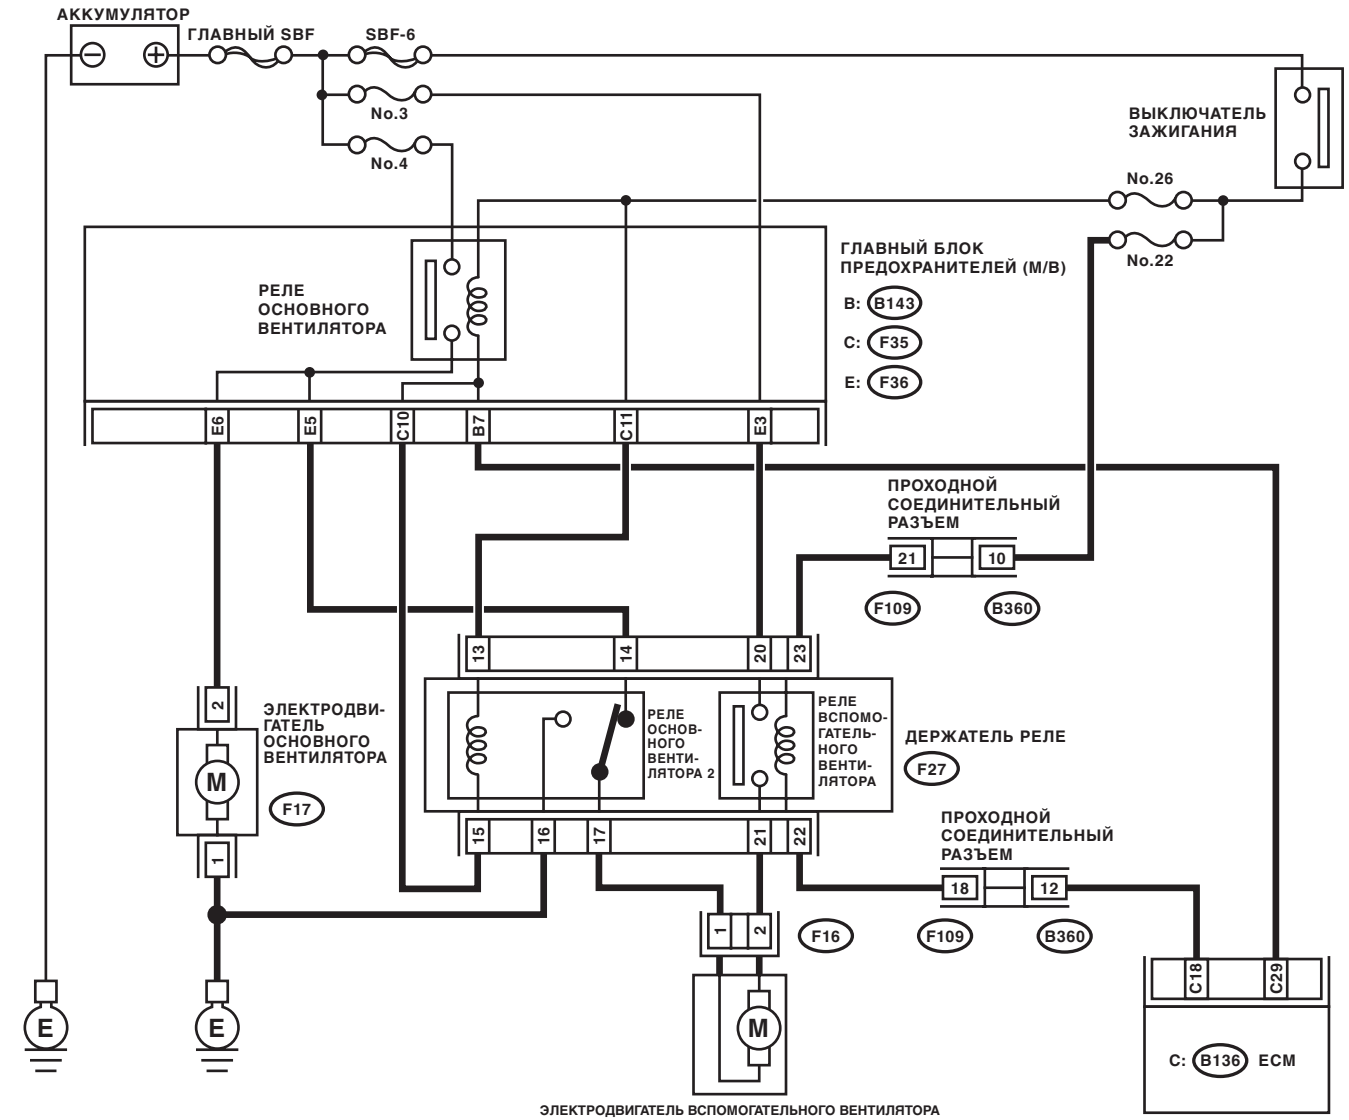 АККУМУЛЯТОР
ГЛАВНЫЙ SBF
SBF-6
No.3
No.4
ВЫКЛЮЧАТЕЛЬ
ЗАЖИГАНИЯ
No.26
No.22
РЕЛЕ
ОСНОВНОГО
ВЕНТИЛЯТОРА
ГЛАВНЫЙ БЛОК
ПРЕДОХРАНИТЕЛЕЙ (M/B)
B: B143
C: F35
E: F36
E6 E5 C10 B7 C11 E3
ПРОХОДНОЙ
СОЕДИНИТЕЛЬНЫЙ
РАЗЪЕМ
21 10
F109 B360
13 14 20 23
2
ЭЛЕКТРОДВИ-
ГАТЕЛЬ
ОСНОВНОГО
ВЕНТИЛЯТОРА
M
F17
1
РЕЛЕ
ОСНОВ-
НОГО
ВЕНТИ-
ЛЯТОРА 2
РЕЛЕ
ВСПОМО-
ГАТЕЛЬ-
НОГО
ВЕНТИ-
ЛЯТОРА
ДЕРЖАТЕЛЬ РЕЛЕ
F27
15 16 17 21 22
ПРОХОДНОЙ
СОЕДИНИТЕЛЬНЫЙ
РАЗЪЕМ
18 12
F109 B360
1 2
F16
M
C18 C29
E
E
C: B136 ECM
ЭЛЕКТРОДВИГАТЕЛЬ ВСПОМОГАТЕЛЬНОГО ВЕНТИЛЯТОРА